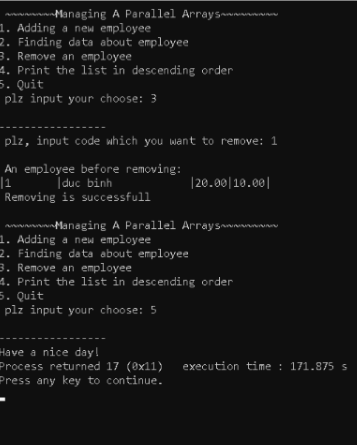 ~~~~~~~~Managing A Parallel Arrays~~~~~~~~~
1. Adding a new employee
2. Finding data about employee
3. Remove an employee
4. Print the list in descending order
5. Quit
plz input your choose: 3
-----------------
plz, input code which you want to remove: 1
An employee before removing:
|1 |duc binh |20.00|10.00|
Removing is successfull
~~~~~~~~Managing A Parallel Arrays~~~~~~~~~
1. Adding a new employee
2. Finding data about employee
3. Remove an employee
4. Print the list in descending order
5. Quit
plz input your choose: 5
-----------------
Have a nice day!
Process returned 17 (0x11) execution time : 171.875 s
Press any key to continue.